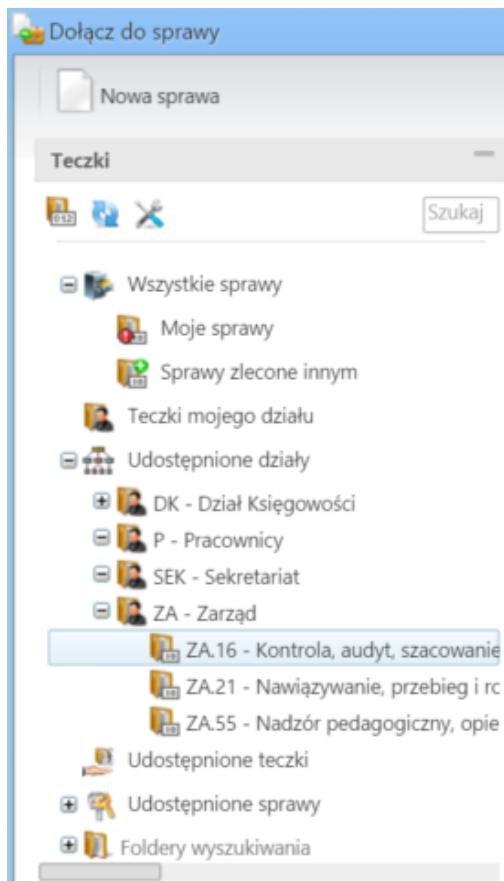 Dołącz do sprawy
Nowa sprawa
Teczki
Szukaj
Wszystkie sprawy
Moje sprawy
Sprawy zlecone innym
Teczki mojego działu
Udostępnione działy
DK - Dział Księgowości
P - Pracownicy
SEK - Sekretariat
ZA - Zarząd
ZA.16 - Kontrola, audyt, szacowanie
ZA.21 - Nawiązywanie, przebieg i
ZA.55 - Nadzór pedagogiczny, opie
Udostępnione teczki
Udostępnione sprawy
Foldery wyszukiwania